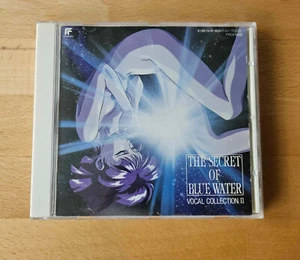 THE SECRET
OF
BLUE WATER
VOCAL COLLECTION II